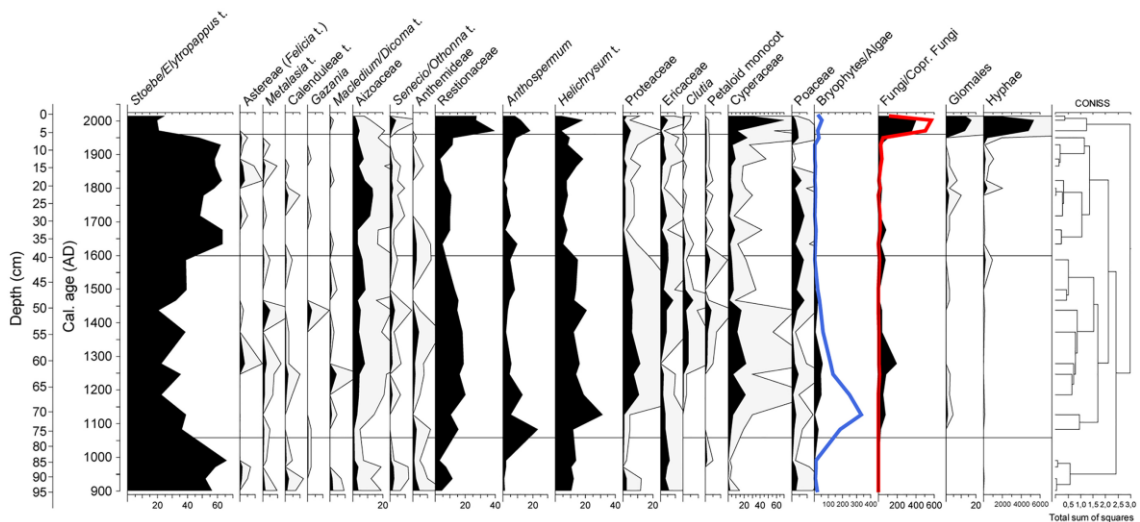 Stoebe/Elytropappus t.
Astereae (Felicia t.)
Metalasia t.
Calenduleae t.
Gazania
Macledium/Dicoma t.
Aizoaceae
Senecio/Othonna t.
Anthemideae
Restionaceae
Anthospermum
Helichrysum t.
Proteaceae
Ericaceae
Clutia
Petaloid monocot
Cyperaceae
Poaceae
Bryophytes/Algae
Fungi/Copr. Fungi
Glomales
Hyphae
CONISS
Depth (cm)
0
5
10
15
20
25
30
35
40
45
50
55
60
65
70
75
80
85
90
95
Cal. age (AD)
2000
1900
1800
1700
1600
1500
1400
1300
1200
1100
1000
900
20 40 60 20 20 40 20 20 40 20 40 20 100 200 300 400 200 400 600 20 2000 4000 6000 0,5 1,0 1,5 2,0 2,5 3,0
Total sum of squares